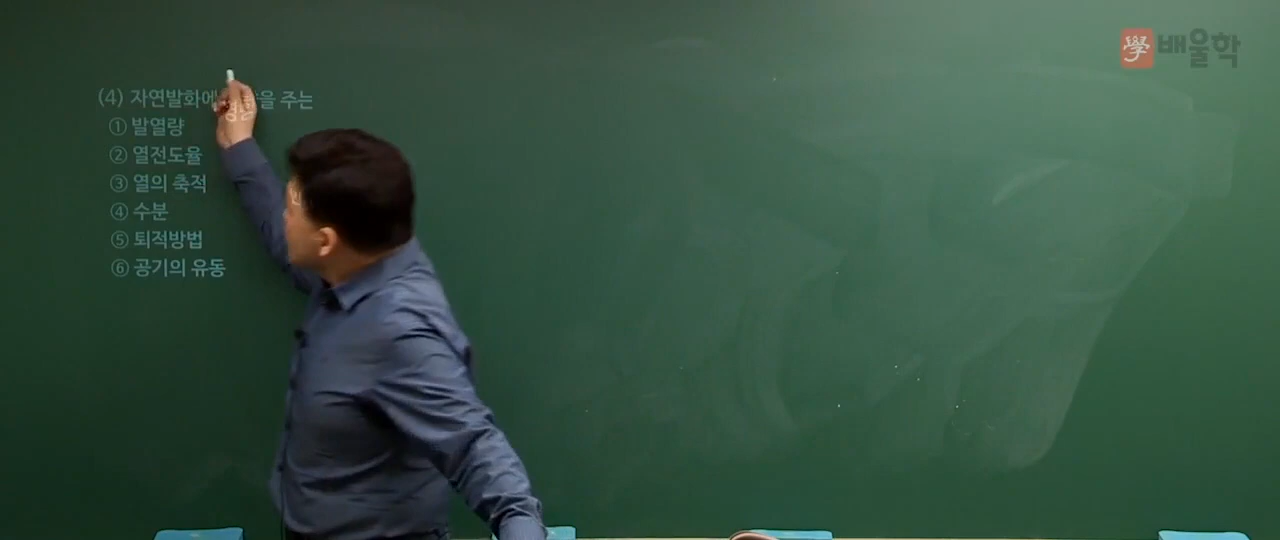 學 배울학
(4) 자연발화에 영향을 주는
① 발열량
② 열전도율
③ 열의 축적
④ 수분
⑤ 퇴적방법
⑥ 공기의 유동